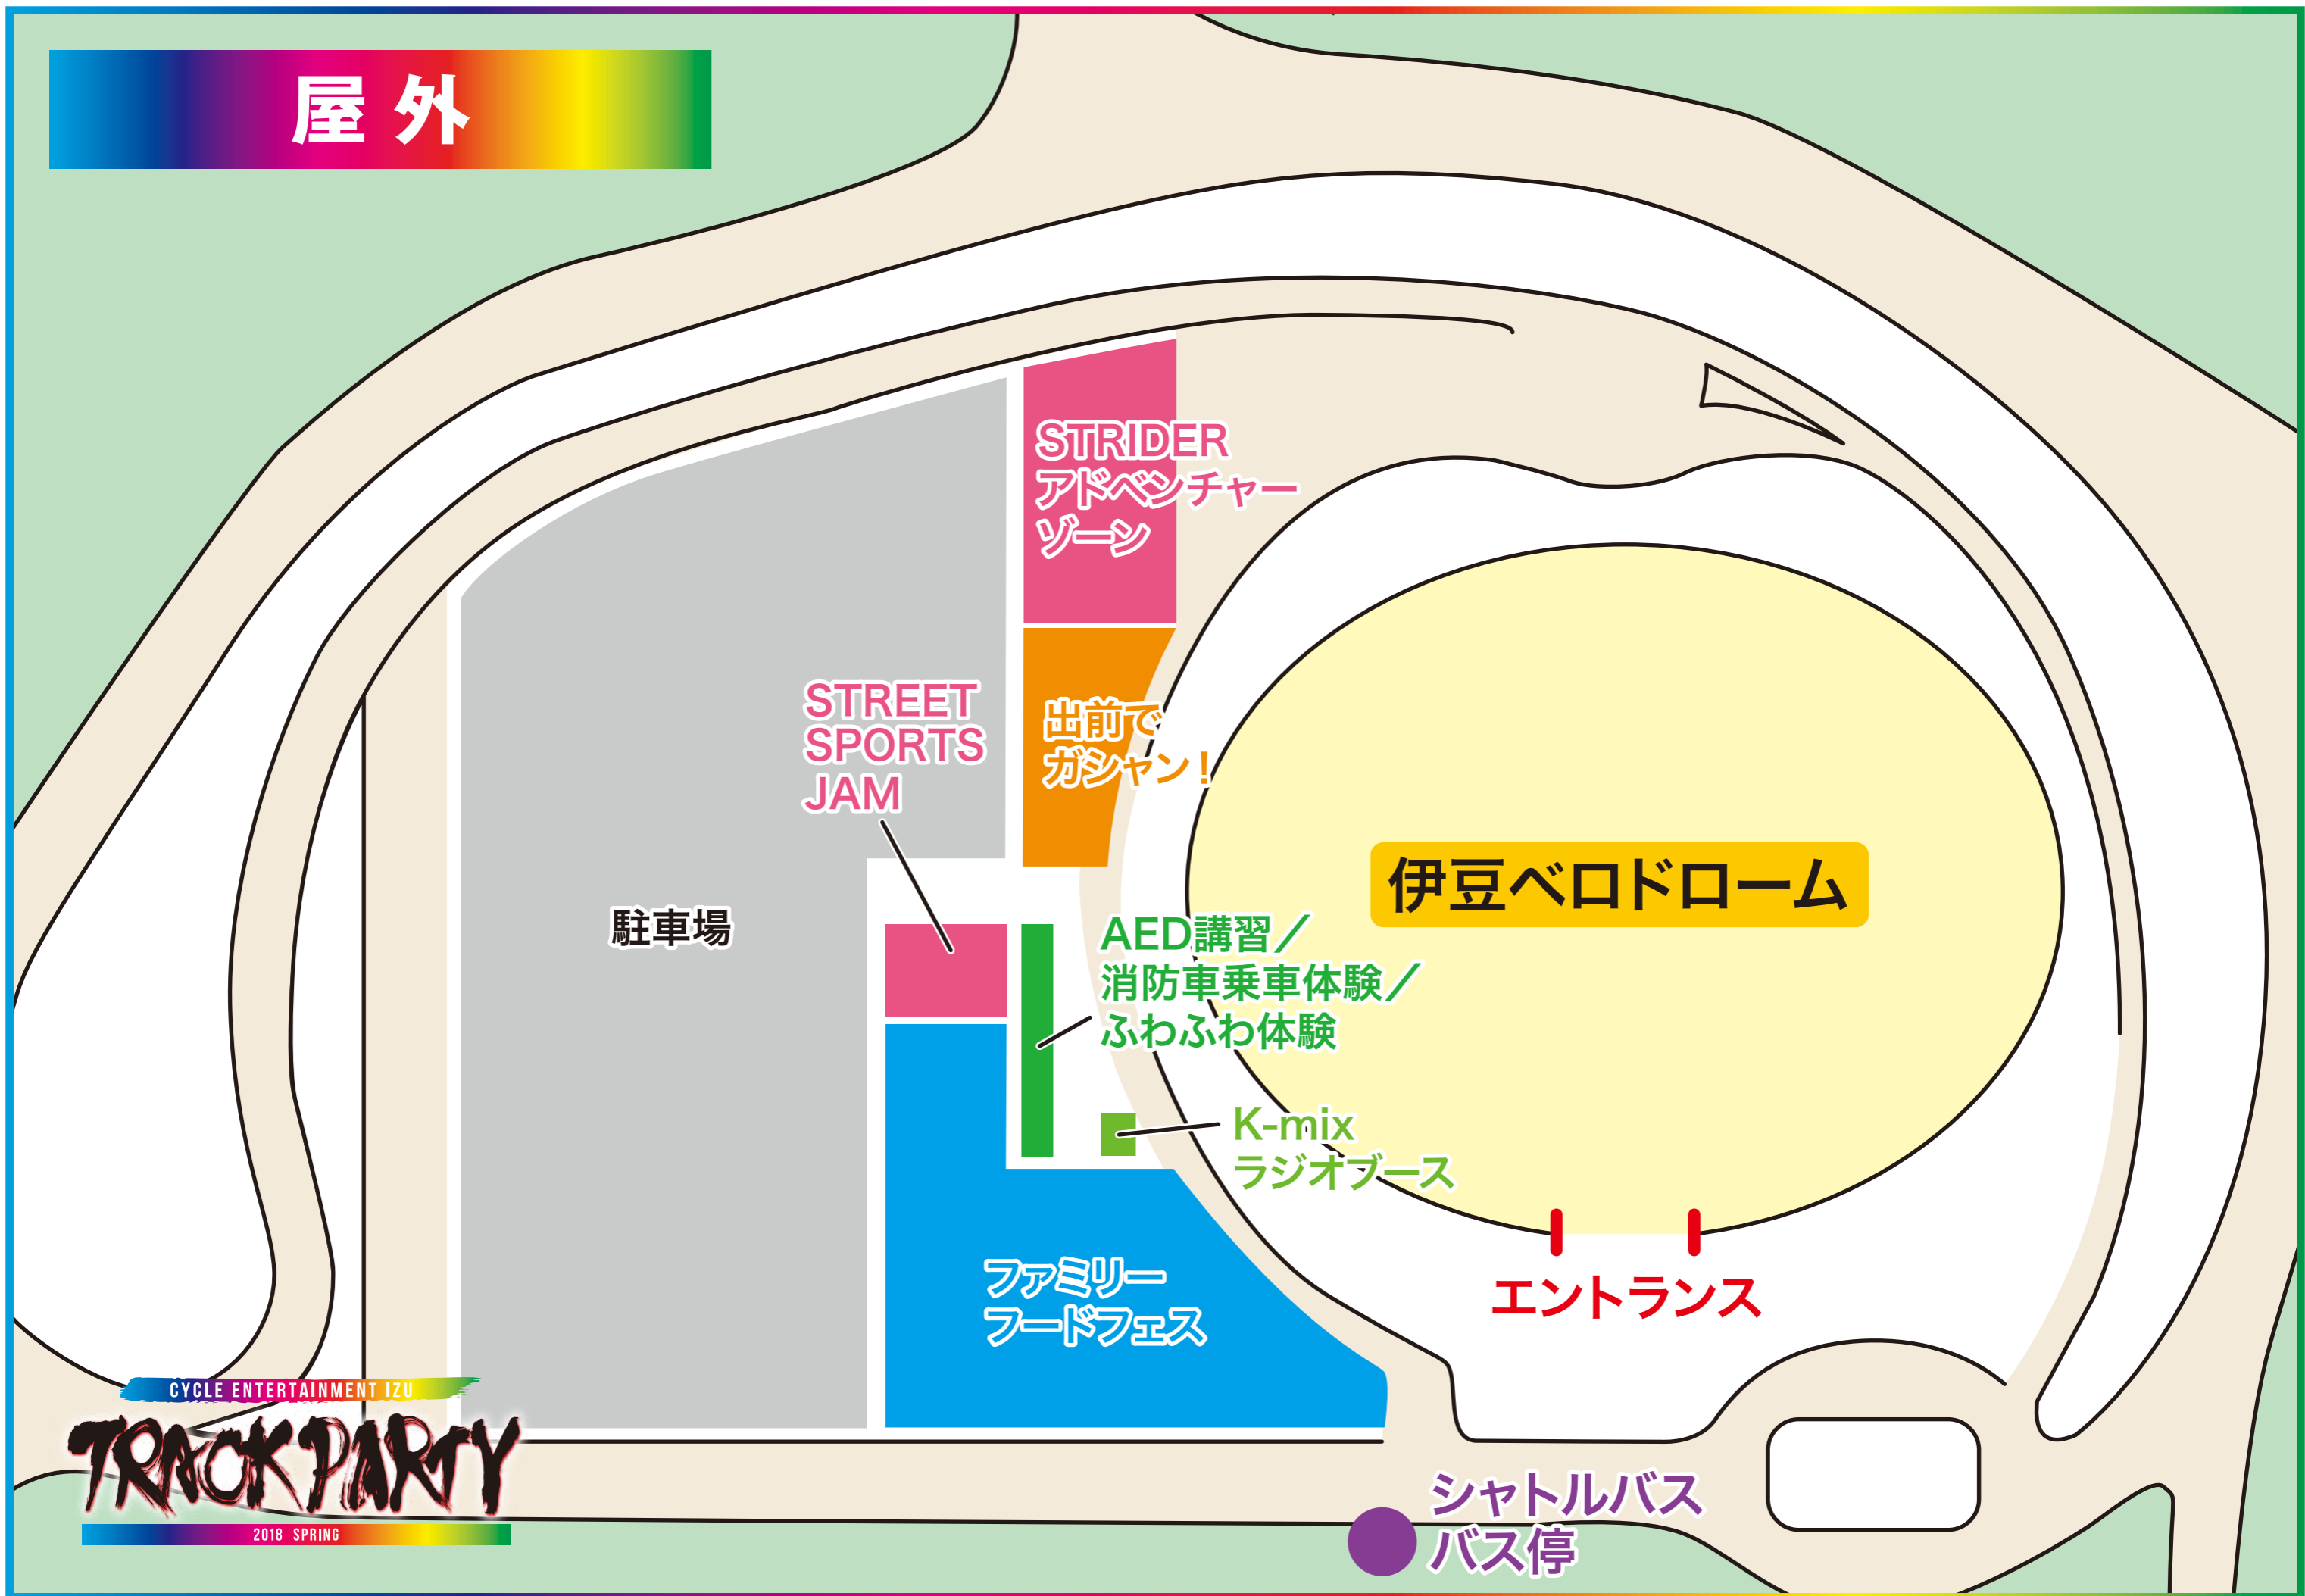 屋外
STRIDER
アドベンチャー
ゾーン
STREET
SPORTS
JAM
出前で
ガシャン！
駐車場
伊豆ベロドローム
AED講習／
消防車乗車体験／
ふわふわ体験
K-mix
ラジオブース
ファミリー
フードフェス
エントランス
シャトルバス
バス停
CYCLE ENTERTAINMENT IZU
TRACK PARTY
2018 SPRING